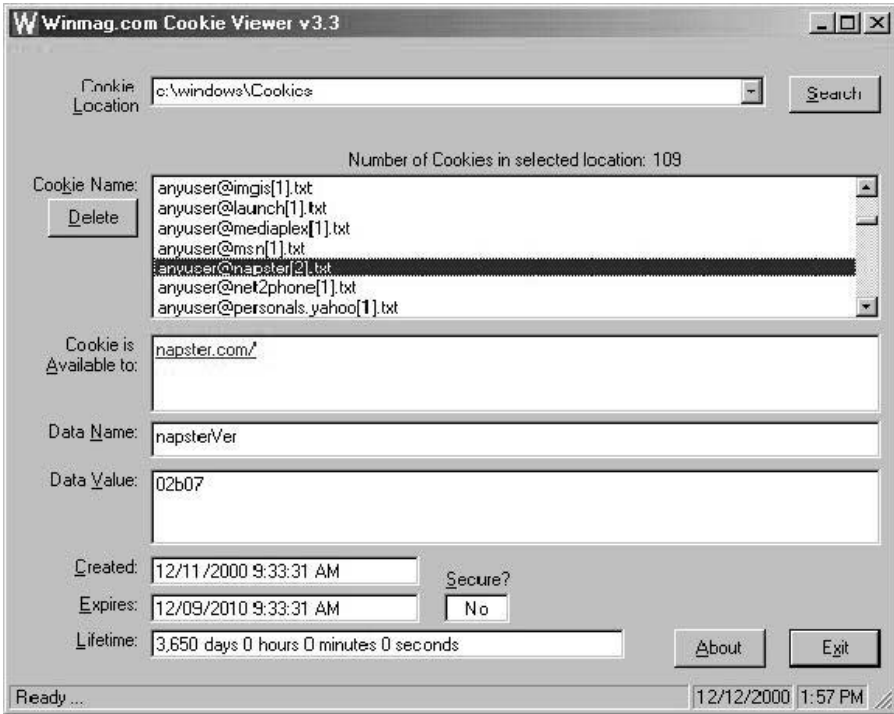 Winmag.com Cookie Viewer v3.3
Cookie Location
c:\windows\Cookies
Search
Number of Cookies in selected location: 109
Cookie Name:
Delete
anyuser@imgis[1].txt
anyuser@launch[1].txt
anyuser@mediaplex[1].txt
anyuser@msn[1].txt
anyuser@napster[2].txt
anyuser@net2phone[1].txt
anyuser@personals.yahoo[1].txt
Cookie is
Available to:
napster.com/
Data Name:
napsterVer
Data Value:
02b07
Created:
12/11/2000 9:33:31 AM
Secure?
Expires:
12/09/2010 9:33:31 AM
No
Lifetime:
3,650 days 0 hours 0 minutes 0 seconds
About
Exit
Ready ...
12/12/2000
1:57 PM